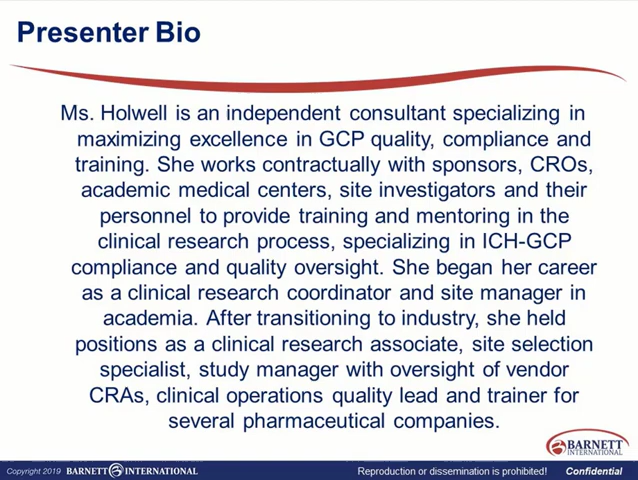 Presenter Bio
Ms. Holwell is an independent consultant specializing in
maximizing excellence in GCP quality, compliance and
training. She works contractually with sponsors, CROs,
academic medical centers, site investigators and their
personnel to provide training and mentoring in the
clinical research process, specializing in ICH-GCP
compliance and quality oversight. She began her career
as a clinical research coordinator and site manager in
academia. After transitioning to industry, she held
positions as a clinical research associate, site selection
specialist, study manager with oversight of vendor
CRAs, clinical operations quality lead and trainer for
several pharmaceutical companies.
BARNETT
INTERNATIONAL
Copyright 2019 BARNETT INTERNATIONAL Reproduction or dissemination is prohibited! Confidential